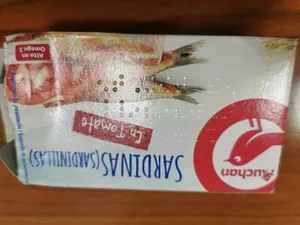 Auchan
SARDINAS (SARDINILLAS)
En Tomate
Alto en
Omega 3